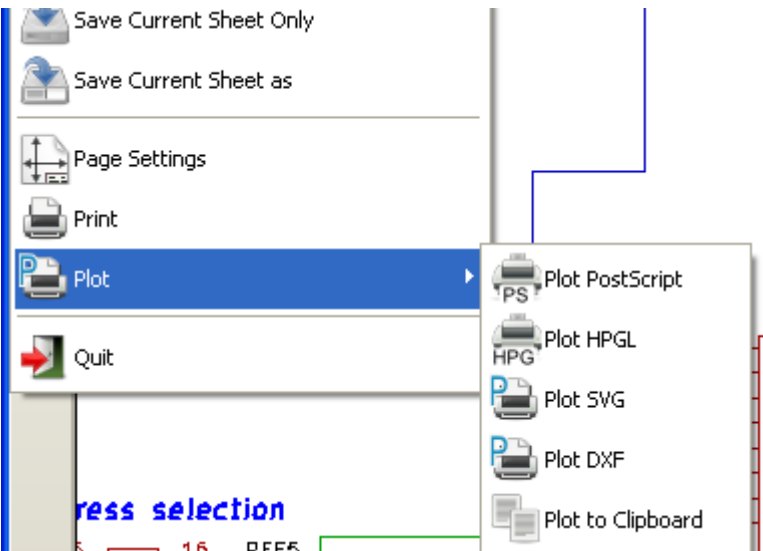 Save Current Sheet Only
Save Current Sheet as
Page Settings
Print
Plot
Plot PostScript
PS
Plot HPGL
HPG
Quit
Plot SVG
Plot DXF
ress selection
Plot to Clipboard
16